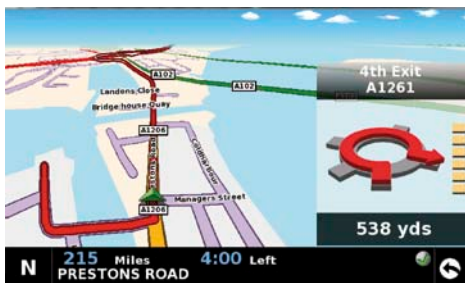 A102
A102
Landons Close
Bridge house Quay
A1206
Coldharbour
Managers Street
A1206
4th Exit
A1261
538 yds
N
215 Miles 4:00 Left
PRESTONS ROAD